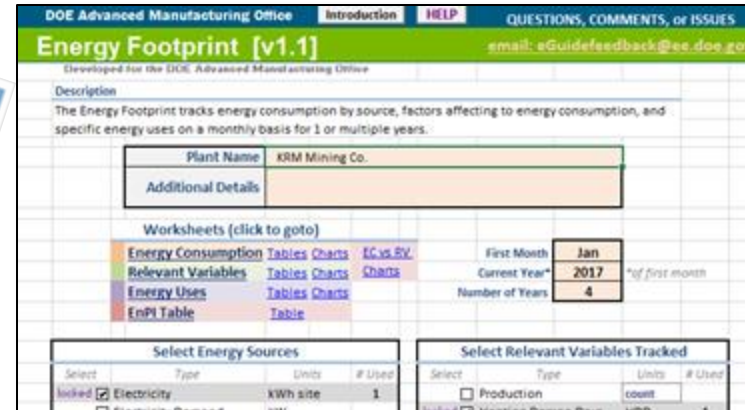 DOE Advanced Manufacturing Office Introduction HELP QUESTIONS, COMMENTS, or ISSUES
Energy Footprint [v1.1] email: eGuidefeedback@ee.doe.go
Developed for the DOE Advanced Manufacturing Office
Description
The Energy Footprint tracks energy consumption by source, factors affecting to energy consumption, and
specific energy uses on a monthly basis for 1 or multiple years.
Plant Name KRM Mining Co.
Additional Details
Worksheets (click to goto)
Energy Consumption Tables Charts EC vs RV First Month Jan
Relevant Variables Tables Charts Charts Current Year* 2017 *of first month
Energy Uses Tables Charts Number of Years 4
EnPI Table Table
Select Energy Sources Select Relevant Variables Tracked
Select Type Units # Used Select Type Units # Used
locked Electricity kWh site 1 Production count